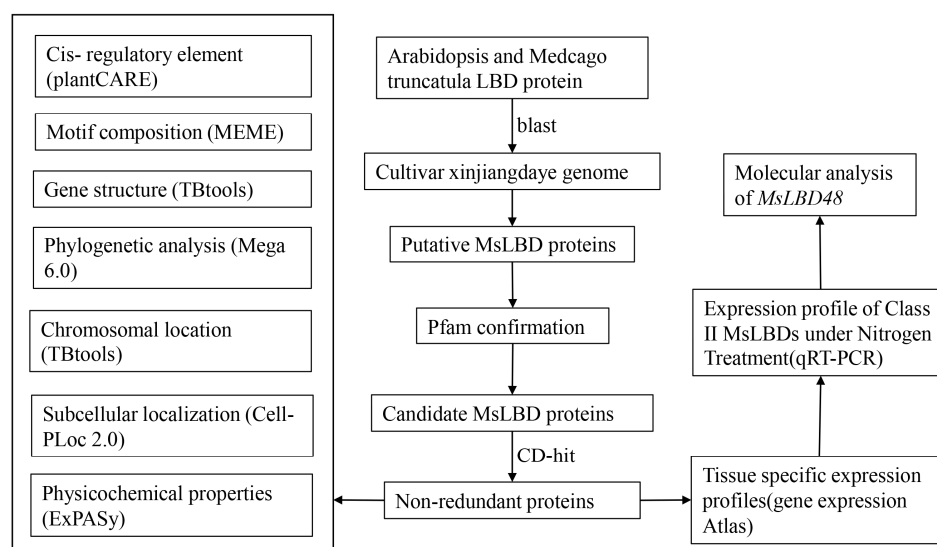 Cis- regulatory element
(plantCARE)
Motif composition (MEME)
Gene structure (TBtools)
Phylogenetic analysis (Mega
6.0)
Chromosomal location
(TBtools)
Subcellular localization (Cell-
PLoc 2.0)
Physicochemical properties
(ExPASy)
Arabidopsis and Medcago
truncatula LBD protein
blast
Cultivar xinjiangdaye genome
Putative MsLBD proteins
Pfam confirmation
Candidate MsLBD proteins
CD-hit
Non-redundant proteins
Molecular analysis
of MsLBD48
Expression profile of Class
II MsLBDs under Nitrogen
Treatment(qRT-PCR)
Tissue specific expression
profiles(gene expression
Atlas)